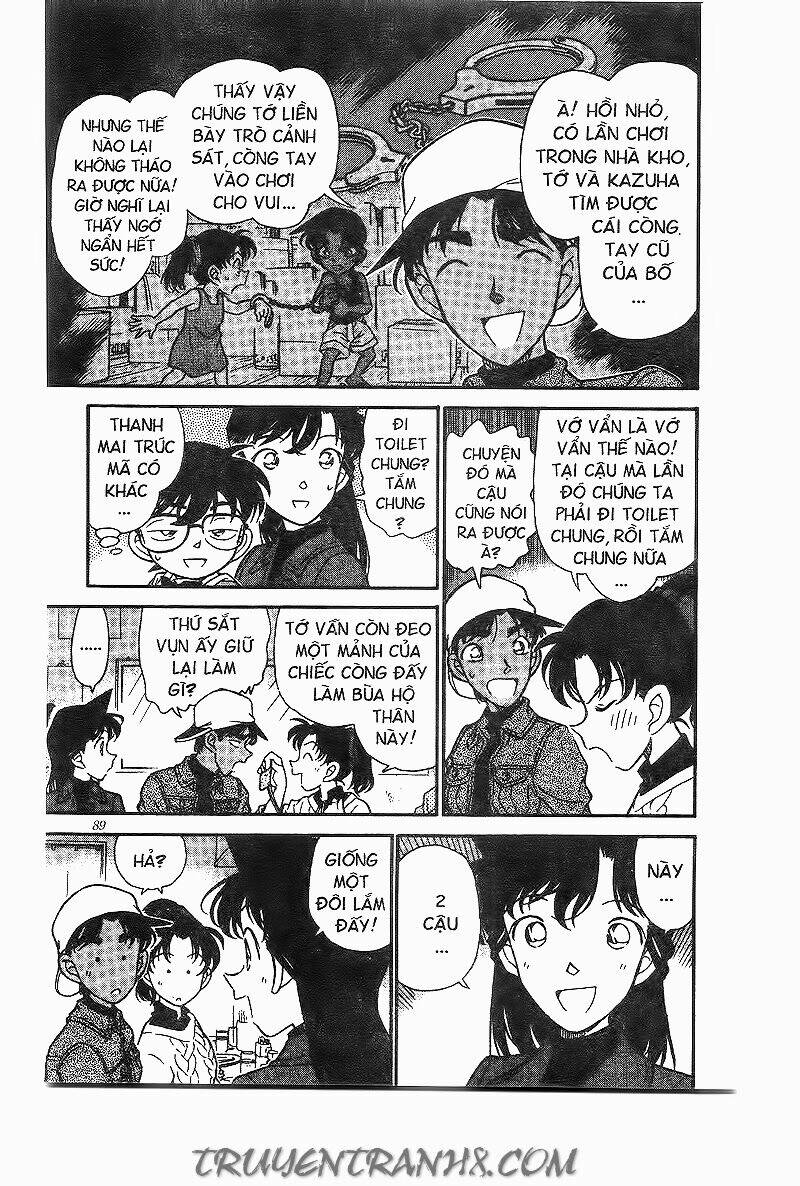 À! HỒI NHỎ,
CÓ LẦN CHƠI
TRONG NHÀ KHO,
TỚ VÀ KAZUHA
TÌM ĐƯỢC
CÁI CÒNG
TAY CŨ
CỦA BỐ
...
THẤY VẬY
CHÚNG TỚ LIỀN
BÀY TRÒ CẢNH
SÁT, CÒNG TAY
VÀO CHƠI
CHO VUI...
NHƯNG THẾ
NÀO LẠI
KHÔNG THÁO
RA ĐƯỢC NỮA!
GIỜ NGHĨ LẠI
THẤY NGỚ
NGẨN HẾT
SỨC!
VỚ VẨN LÀ VỚ
VẨN THẾ NÀO!
TẠI CẬU MÀ LẦN
ĐÓ CHÚNG TA
PHẢI ĐI TOILET
CHUNG, RỒI TẮM
CHUNG NỮA
...
CHUYỆN
ĐÓ MÀ
CẬU
CŨNG NÓI
RA ĐƯỢC
À?
ĐI
TOILET
CHUNG?
TẮM
CHUNG
?
THANH
MAI TRÚC
MÃ CÓ
KHÁC
...
TỚ VẪN CÒN ĐEO
MỘT MẢNH CỦA
CHIẾC CÒNG ĐẤY
LÀM BÙA HỘ
THÂN
NÀY!
THỨ SẮT
VỤN ẤY GIỮ
LẠI LÀM
GÌ?
.....
89
NÀY
...
2
CẬU
...
GIỐNG
MỘT
ĐÔI LẮM
ĐẤY!
HẢ?
TRUYENTRANH8.COM